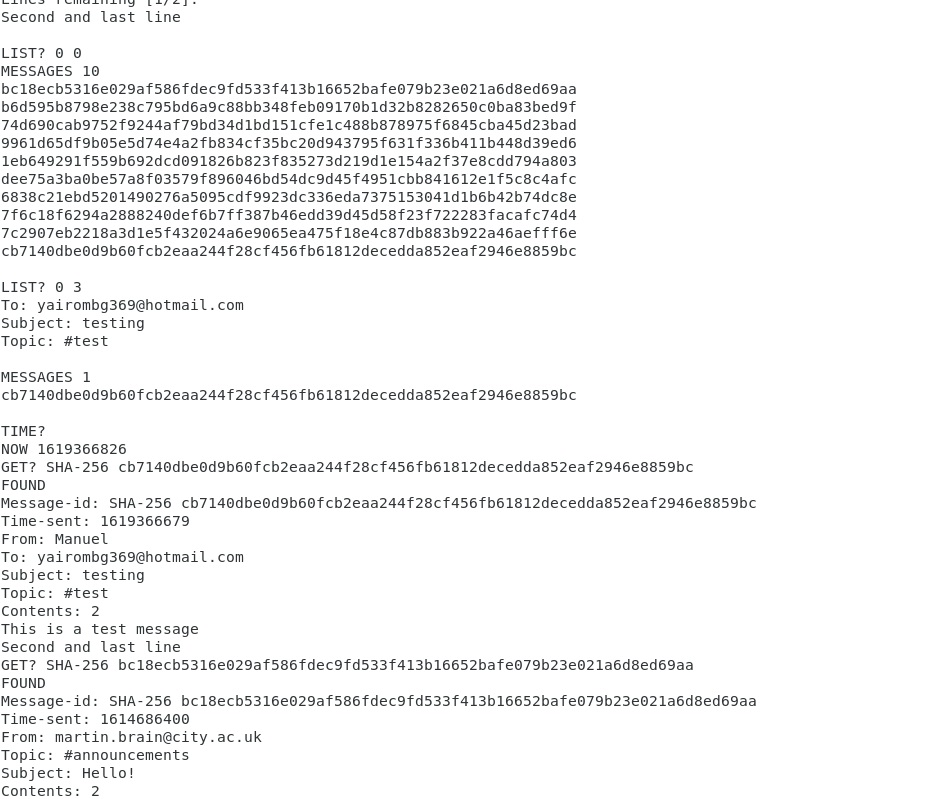 Lines remaining [1/2]:
Second and last line
LIST? 0 0
MESSAGES 10
bc18ecb5316e029af586fdec9fd533f413b16652bafe079b23e021a6d8ed69aa
b6d595b8798e238c795bd6a9c88bb348feb09170b1d32b8282650c0ba83bed9f
74d690cab9752f9244af79bd34d1bd151cfe1c488b878975f6845cba45d23bad
9961d65df9b05e5d74e4a2fb834cf35bc20d943795f631f336b411b448d39ed6
1eb649291f559b692dcd091826b823f835273d219d1e154a2f37e8cdd794a803
dee75a3ba0be57a8f03579f896046bd54dc9d45f4951cbb841612e1f5c8c4afc
6838c21ebd5201490276a5095cdf9923dc336eda7375153041d1b6b42b74dc8e
7f6c18f6294a2888240def6b7ff387b46edd39d45d58f23f722283facafc74d4
7c2907eb2218a3d1e5f432024a6e9065ea475f18e4c87db883b922a46aefff6e
cb7140dbe0d9b60fcb2eaa244f28cf456fb61812decedda852eaf2946e8859bc
LIST? 0 3
To: yairombg369@hotmail.com
Subject: testing
Topic: #test
MESSAGES 1
cb7140dbe0d9b60fcb2eaa244f28cf456fb61812decedda852eaf2946e8859bc
TIME?
NOW 1619366826
GET? SHA-256 cb7140dbe0d9b60fcb2eaa244f28cf456fb61812decedda852eaf2946e8859bc
FOUND
Message-id: SHA-256 cb7140dbe0d9b60fcb2eaa244f28cf456fb61812decedda852eaf2946e8859bc
Time-sent: 1619366679
From: Manuel
To: yairombg369@hotmail.com
Subject: testing
Topic: #test
Contents: 2
This is a test message
Second and last line
GET? SHA-256 bc18ecb5316e029af586fdec9fd533f413b16652bafe079b23e021a6d8ed69aa
FOUND
Message-id: SHA-256 bc18ecb5316e029af586fdec9fd533f413b16652bafe079b23e021a6d8ed69aa
Time-sent: 1614686400
From: martin.brain@city.ac.uk
Topic: #announcements
Subject: Hello!
Contents: 2